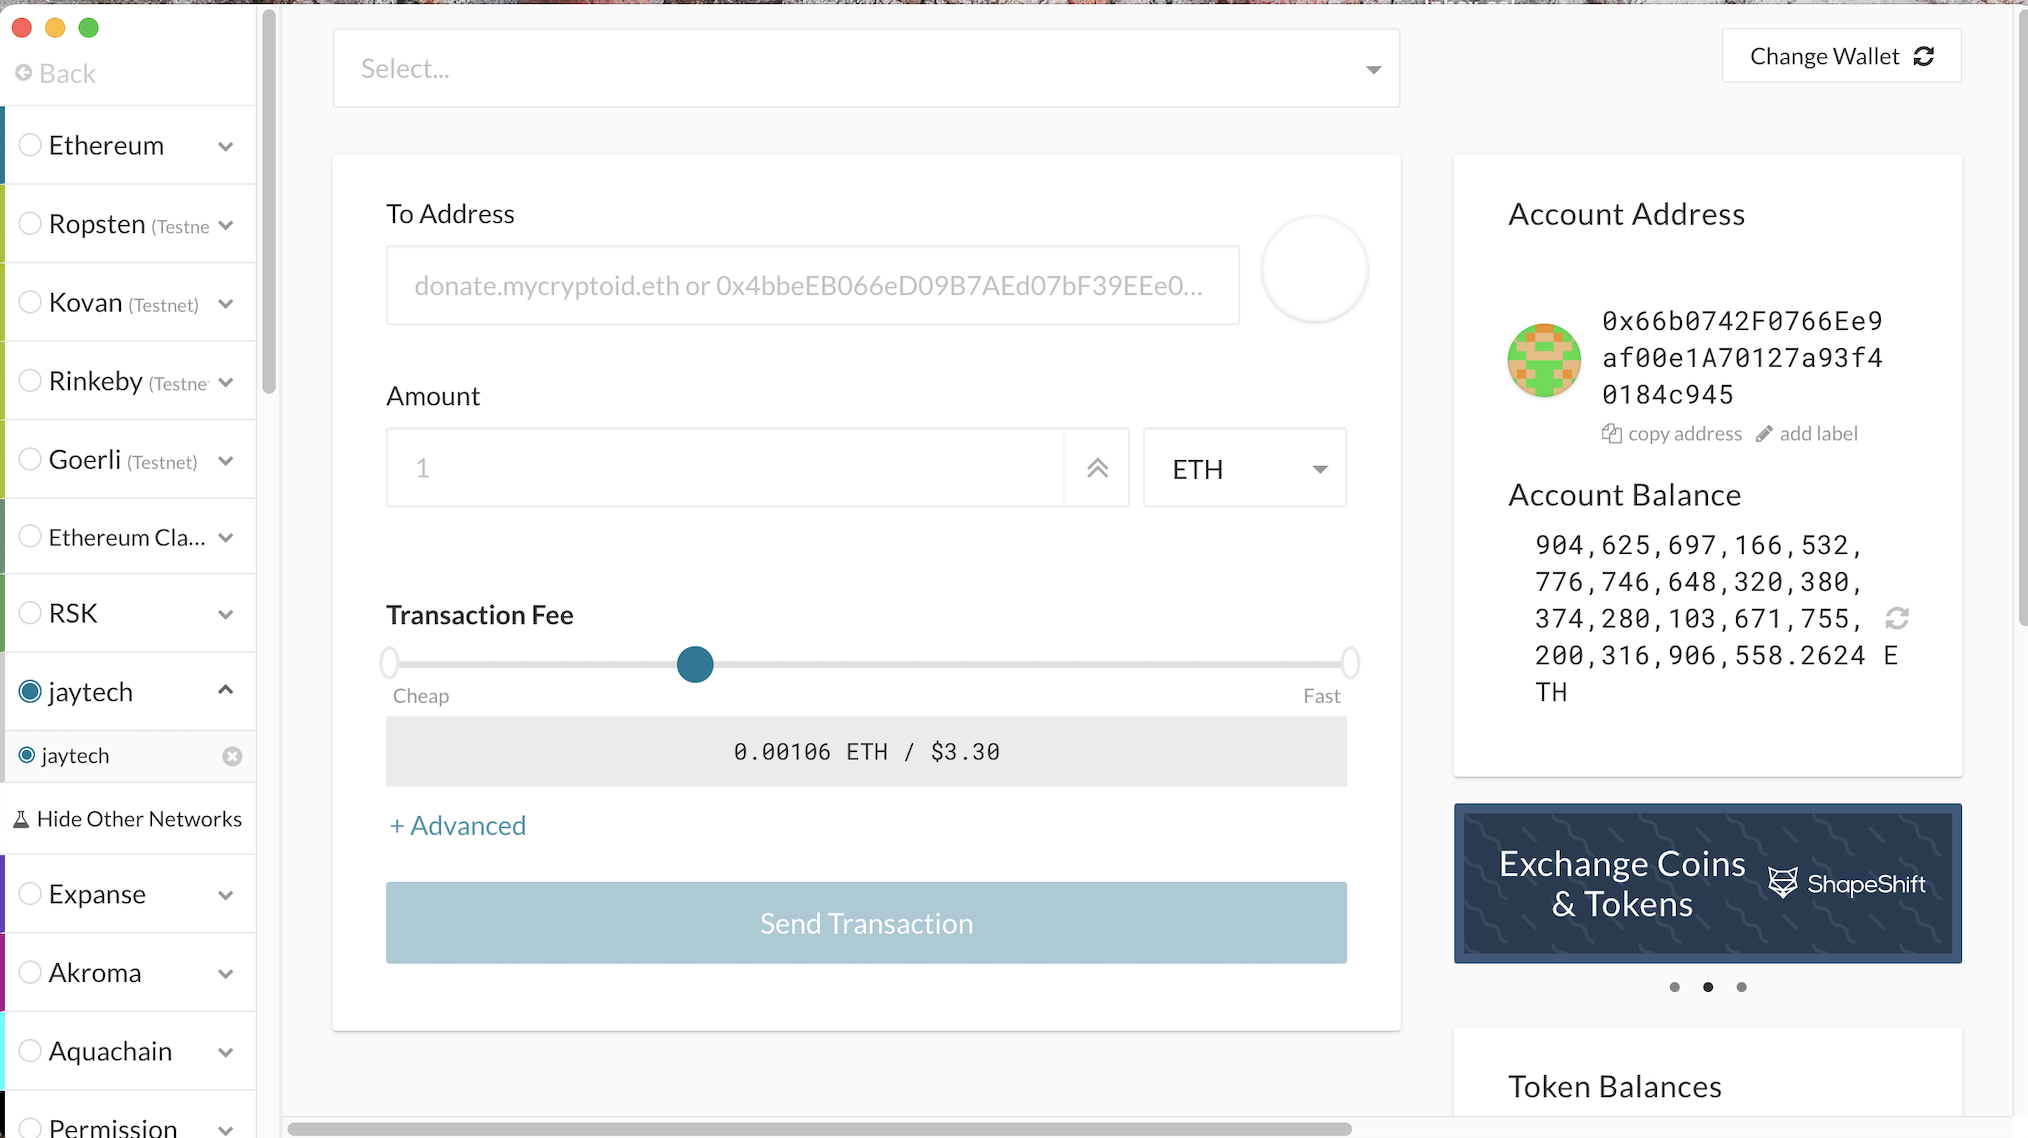 Back
Ethereum
Ropsten (Testne
Kovan (Testnet)
Rinkeby (Testne
Goerli (Testnet)
Ethereum Cla...
RSK
jaytech
jaytech
Hide Other Networks
Expanse
Akroma
Aquachain
Permission
Select...
Change Wallet
To Address
donate.mycryptoid.eth or 0x4bbeEB066eD09B7AEd07bF39EEe0...
Amount
1
ETH
Transaction Fee
Cheap
Fast
0.00106 ETH / $3.30
+ Advanced
Send Transaction
Account Address
0x66b0742F0766Ee9
af00e1A70127a93f4
0184c945
copy address
add label
Account Balance
904,625,697,166,532,
776,746,648,320,380,
374,280,103,671,755,
200,316,906,558.2624 E
TH
Exchange Coins
& Tokens
ShapeShift
Token Balances